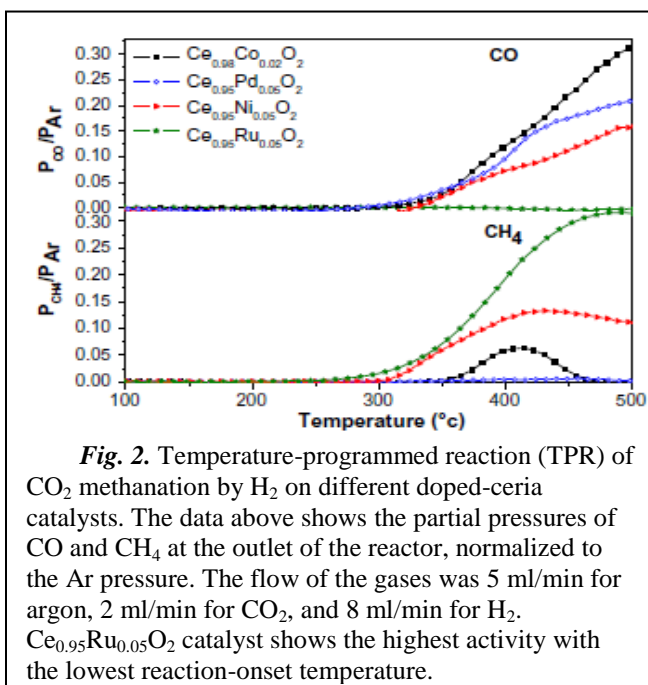 0.30
0.25
0.20
0.15
0.10
0.05
0.00
P_CO/P_Ar
Ce0.98Co0.02O2
Ce0.95Pd0.05O2
Ce0.95Ni0.05O2
Ce0.95Ru0.05O2
CO
0.30
0.25
0.20
0.15
0.10
0.05
0.00
P_CH4/P_Ar
CH4
100 200 300 400 500
Temperature (°c)
Fig. 2. Temperature-programmed reaction (TPR) of
CO2 methanation by H2 on different doped-ceria
catalysts. The data above shows the partial pressures of
CO and CH4 at the outlet of the reactor, normalized to
the Ar pressure. The flow of the gases was 5 ml/min for
argon, 2 ml/min for CO2, and 8 ml/min for H2.
Ce0.95Ru0.05O2 catalyst shows the highest activity with
the lowest reaction-onset temperature.